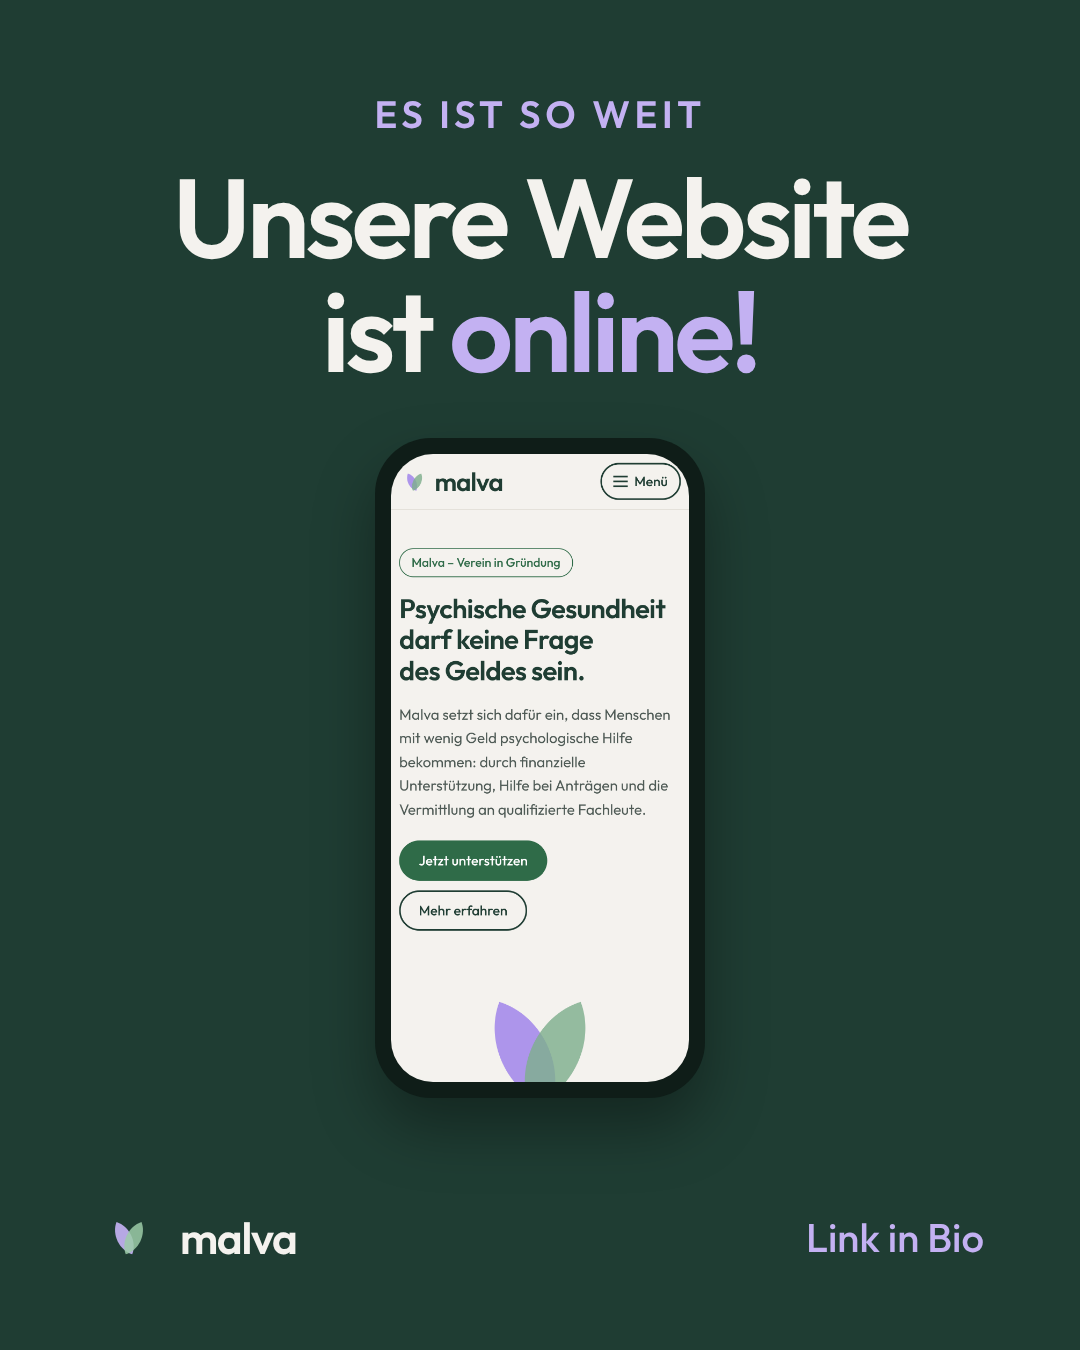 ES IST SO WEIT
Unsere Website
ist online!
malva
Menü
Malva – Verein in Gründung
Psychische Gesundheit
darf keine Frage
des Geldes sein.
Malva setzt sich dafür ein, dass Menschen
mit wenig Geld psychologische Hilfe
bekommen: durch finanzielle
Unterstützung, Hilfe bei Anträgen und die
Vermittlung an qualifizierte Fachleute.
Jetzt unterstützen
Mehr erfahren
malva
Link in Bio